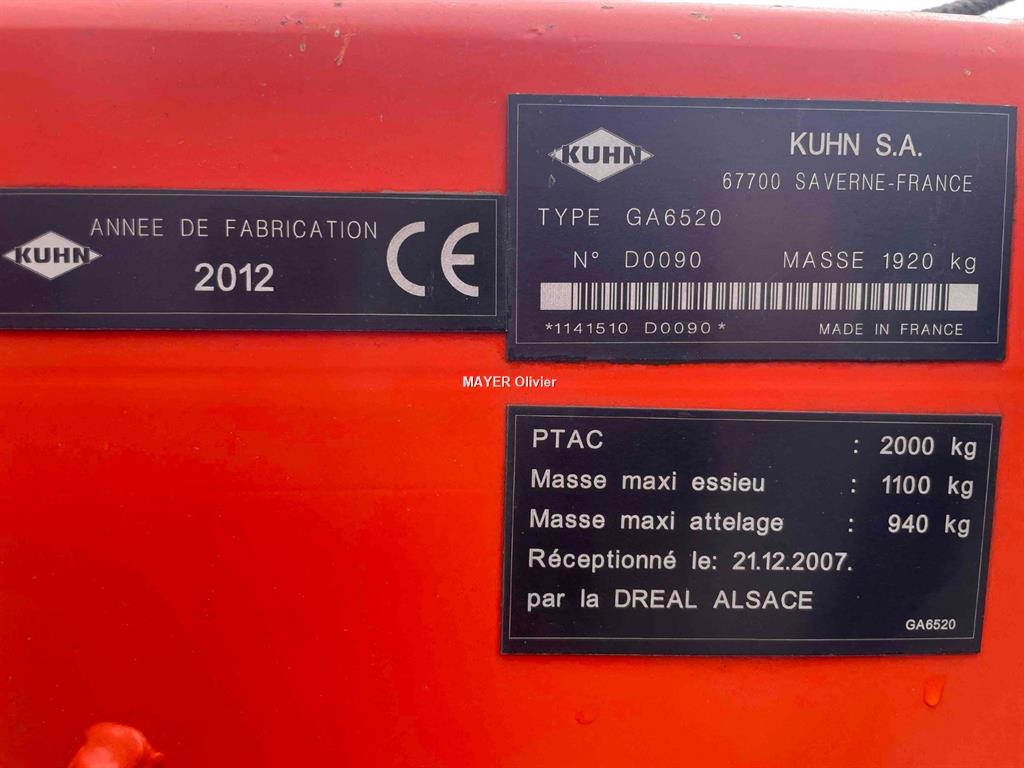 KUHN
ANNEE DE FABRICATION
2012
CE
KUHN
KUHN S.A.
67700 SAVERNE-FRANCE
TYPE GA6520
N° D0090 MASSE 1920 kg
*1141510 D0090*
MADE IN FRANCE
MAYER Olivier
PTAC : 2000 kg
Masse maxi essieu : 1100 kg
Masse maxi attelage : 940 kg
Réceptionné le: 21.12.2007.
par la DREAL ALSACE
GA6520